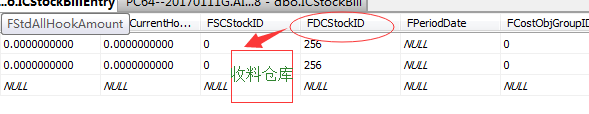 o.ICStockBillEntry PC64--20170111G.AI...8 - dbo.ICStockBill
FStdAllHookAmount CurrentHo... FSCStockID FDCStockID FPeriodDate FCostObjGroupID
0.0000000000 0.0000000000 0 256 NULL 0
0.0000000000 0.0000000000 0 256 NULL 0
NULL NULL NULL NULL NULL NULL
收料仓库